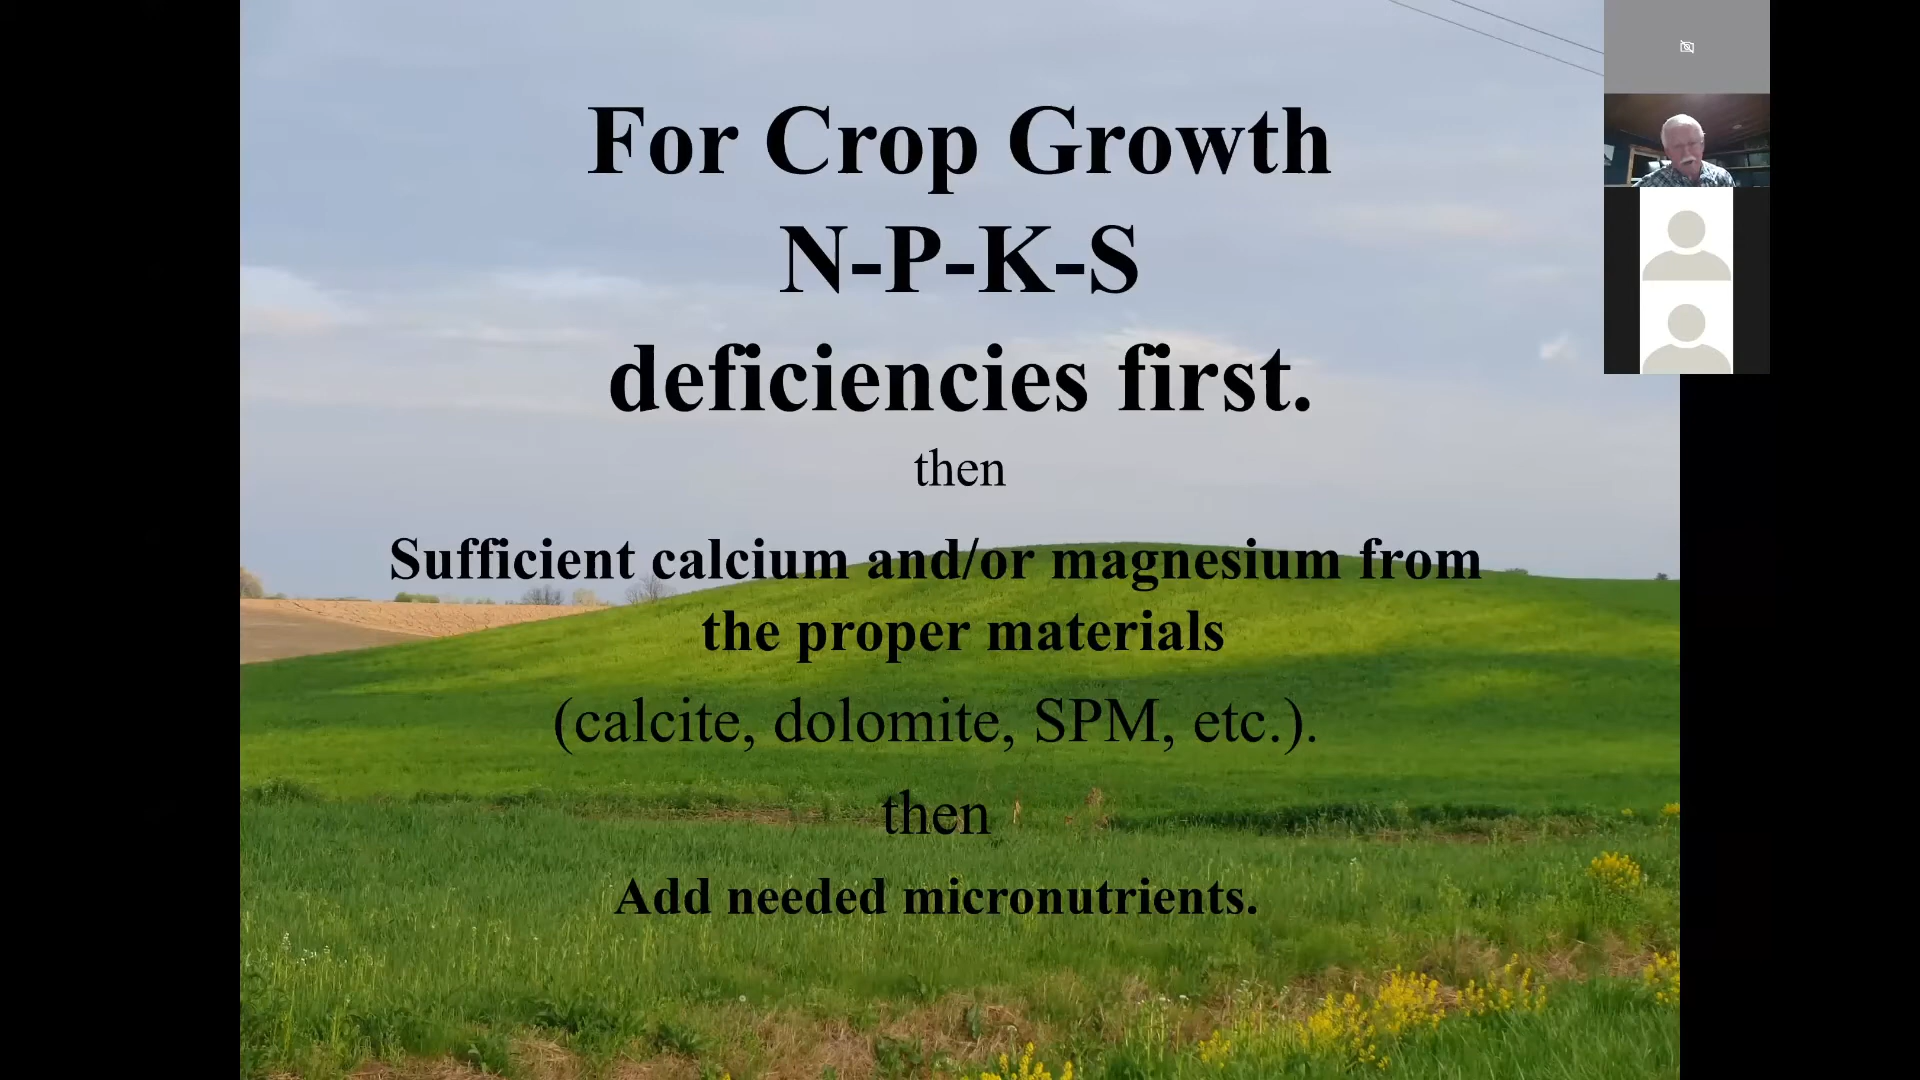 For Crop Growth
N-P-K-S
deficiencies first.
then
Sufficient calcium and/or magnesium from
the proper materials
(calcite, dolomite, SPM, etc.).
then
Add needed micronutrients.